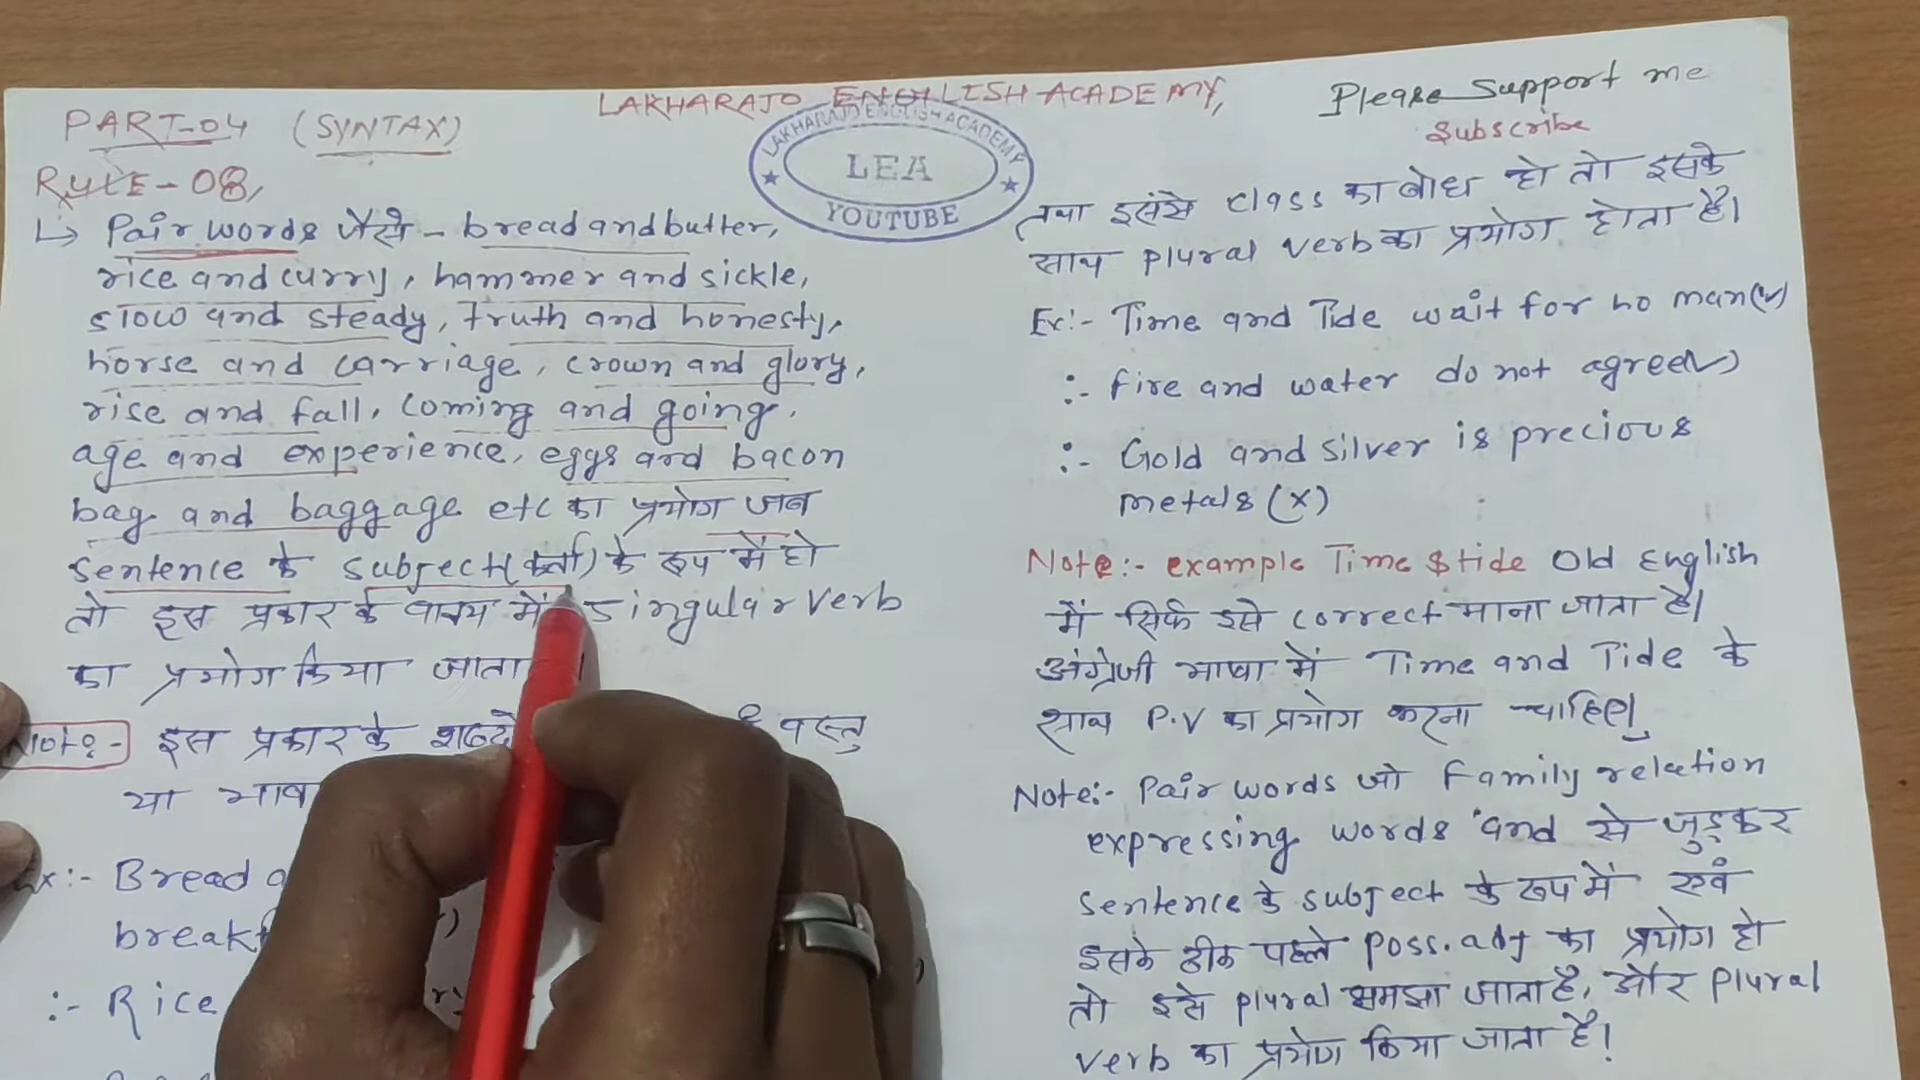 LAKHARAJO ENGLISH ACADEMY,
Please Support me
Subscribe
LAKHARAJO ENGLISH ACADEMY
LEA
YOUTUBE
PART-04 (SYNTAX)
RULE-08,
↳ Pair words जैसे - bread and butter,
rice and curry, hammer and sickle,
slow and steady, truth and honesty,
horse and carriage, crown and glory,
rise and fall, coming and going,
age and experience, eggs and bacon
bag and baggage etc का प्रयोग जब
sentence के subject (कर्ता) के रूप में हो
तो इस प्रकार के वाक्य में singular verb
का प्रयोग किया जाता
Note:- इस प्रकार के वस्तु
या भाव
Ex:- Bread
:- Rice
तथा इससे class का बोध हो तो इसके
साथ plural verb का प्रयोग होता है।
Ex:- Time and Tide wait for no man(✓)
:- fire and water do not agree(✓)
:- Gold and silver is precious
metals (×)
Note:- example Time & tide Old English
में सिर्फ इसे correct माना जाता है।
अंग्रेजी भाषा में Time and Tide के
साथ P.V का प्रयोग करना चाहिए।
Note:- Pair words जो family relation
expressing words 'and से जुड़कर
sentence के subject के रूप में एवं
इसके ठीक पहले Poss. adj का प्रयोग हो
तो इसे plural समझा जाता है, और plural
verb का प्रयोग किया जाता है!